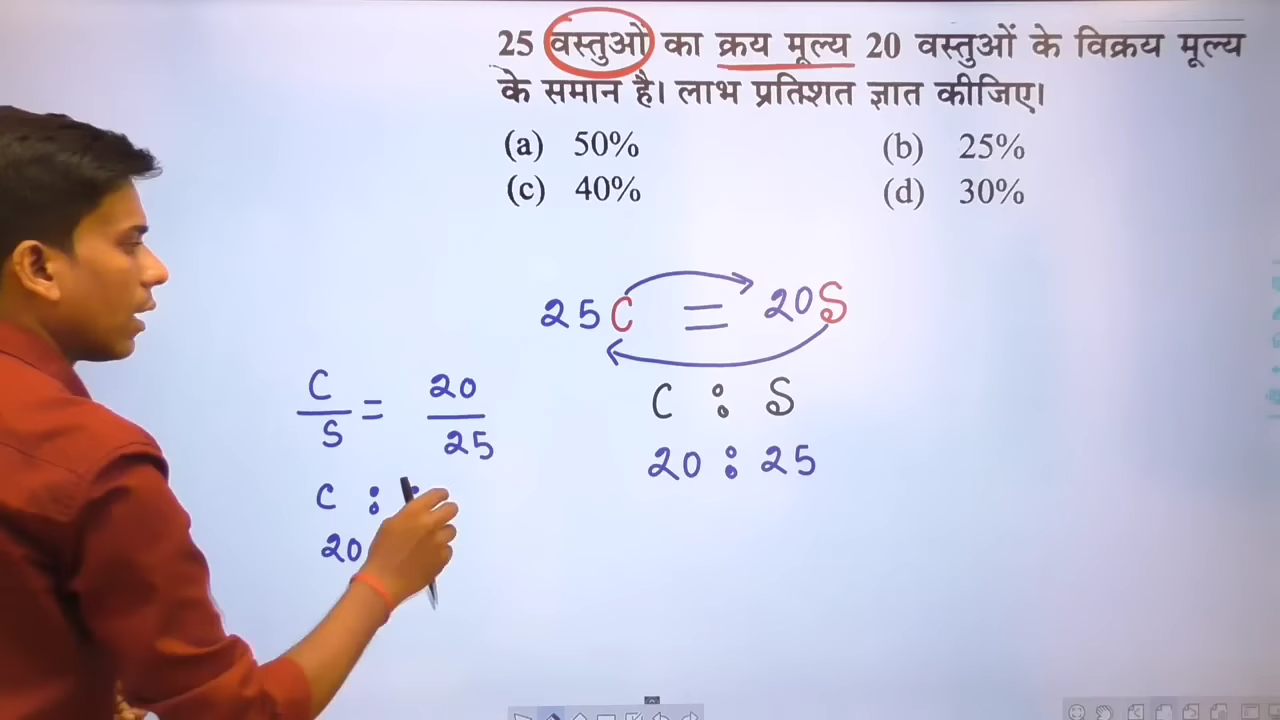 25 वस्तुओं का क्रय मूल्य 20 वस्तुओं के विक्रय मूल्य
के समान है। लाभ प्रतिशत ज्ञात कीजिए।
(a) 50% (b) 25%
(c) 40% (d) 30%
25C = 20S
C : S
20 : 25
C/S = 20/25
C :
20